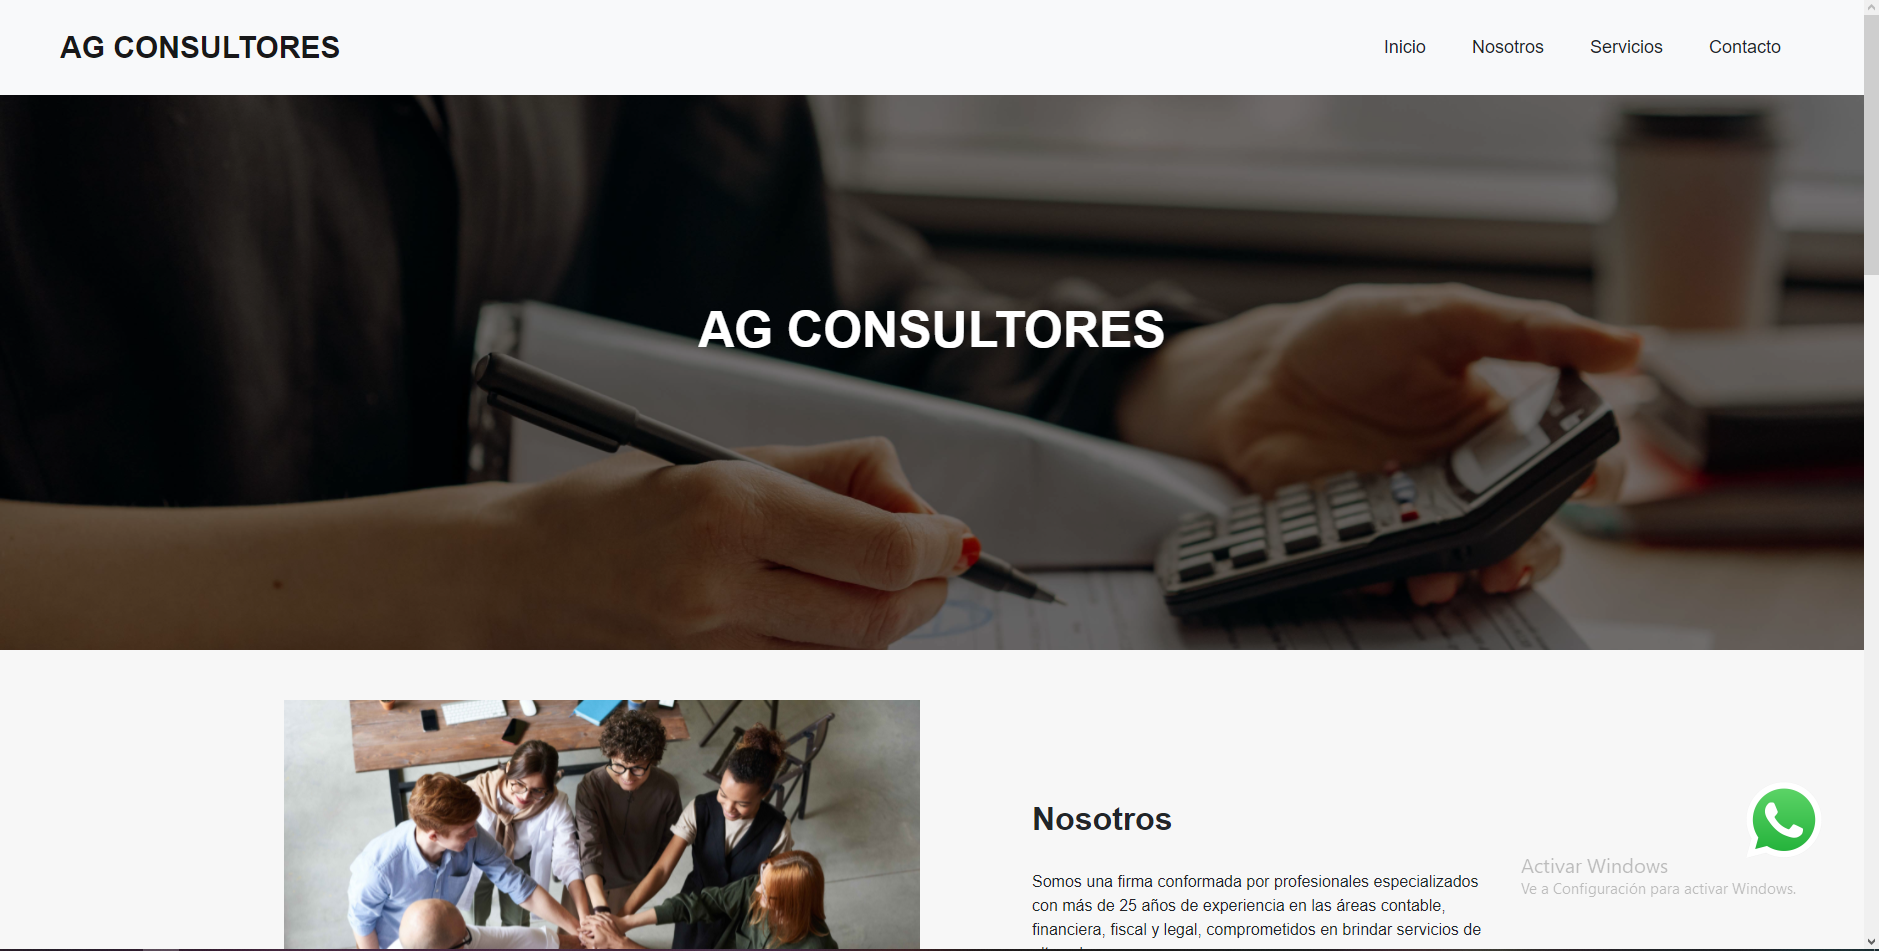 AG CONSULTORES
Inicio
Nosotros
Servicios
Contacto
AG CONSULTORES
Nosotros
Somos una firma conformada por profesionales especializados
con más de 25 años de experiencia en las áreas contable,
financiera, fiscal y legal, comprometidos en brindar servicios de
Activar Windows
Ve a Configuración para activar Windows.